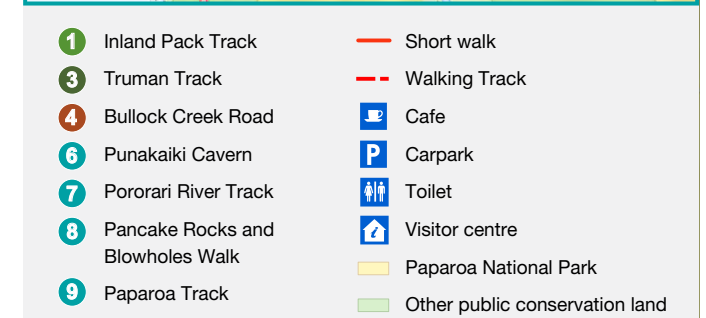 1 Inland Pack Track
3 Truman Track
4 Bullock Creek Road
6 Punakaiki Cavern
7 Pororari River Track
8 Pancake Rocks and
Blowholes Walk
9 Paparoa Track
Short walk
Walking Track
Cafe
P Carpark
Toilet
i Visitor centre
Paparoa National Park
Other public conservation land